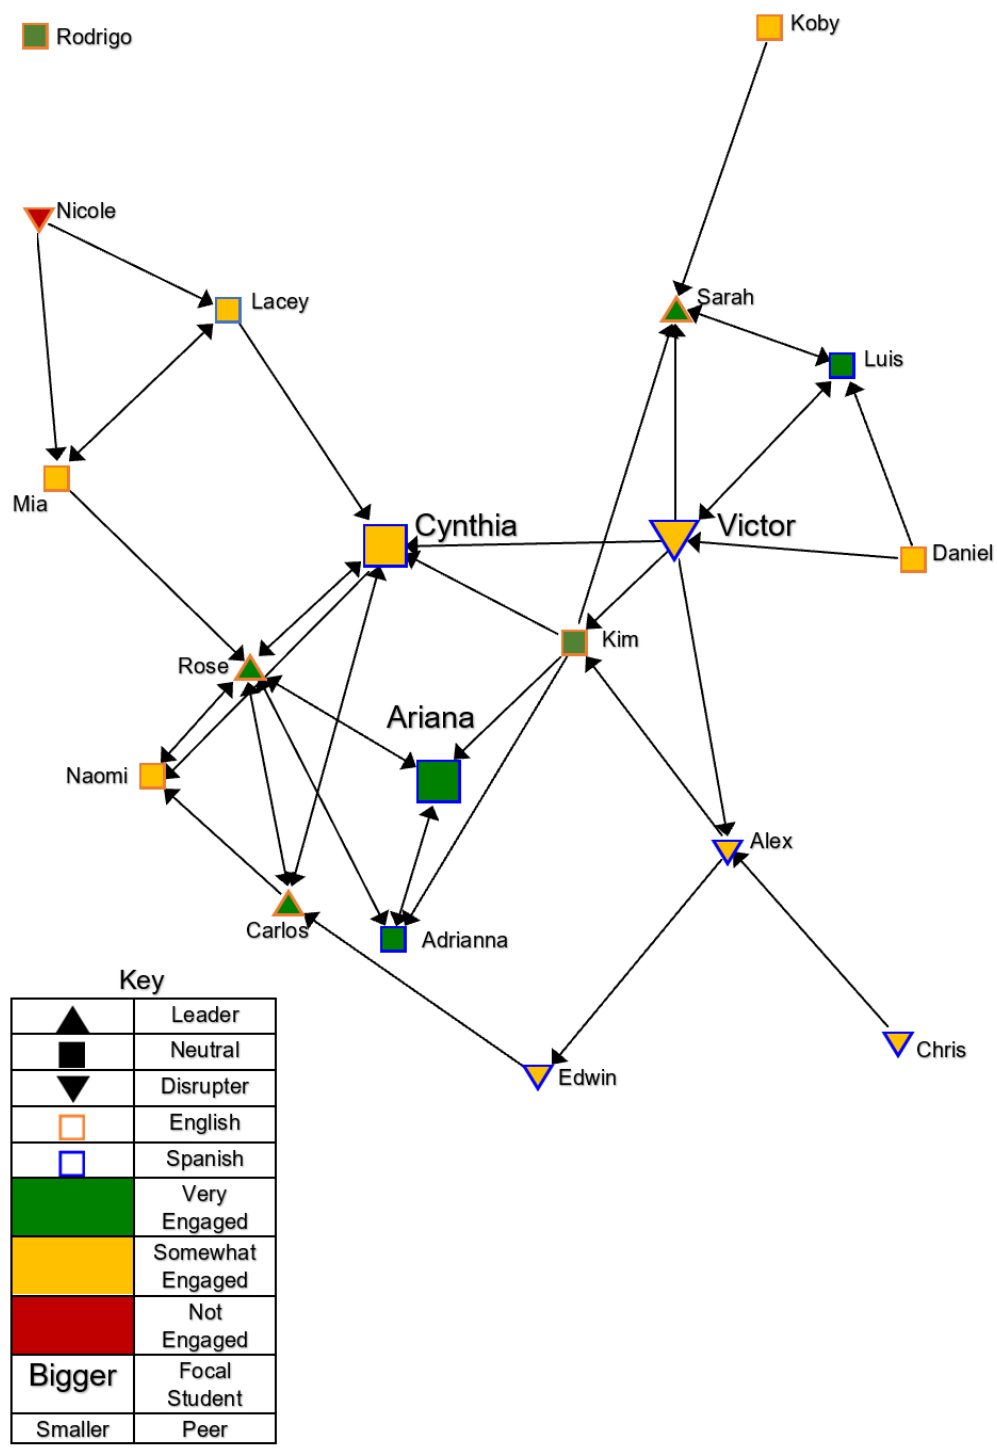 Koby
Rodrigo
Nicole
Sarah
Lacey
Luis
Mia
Cynthia
Victor
Daniel
Kim
Rose
Ariana
Naomi
Alex
Carlos
Adrianna
Chris
Edwin
Key
Leader
Neutral
Disrupter
English
Spanish
Very
Engaged
Somewhat
Engaged
Not
Engaged
Bigger
Focal
Student
Smaller
Peer